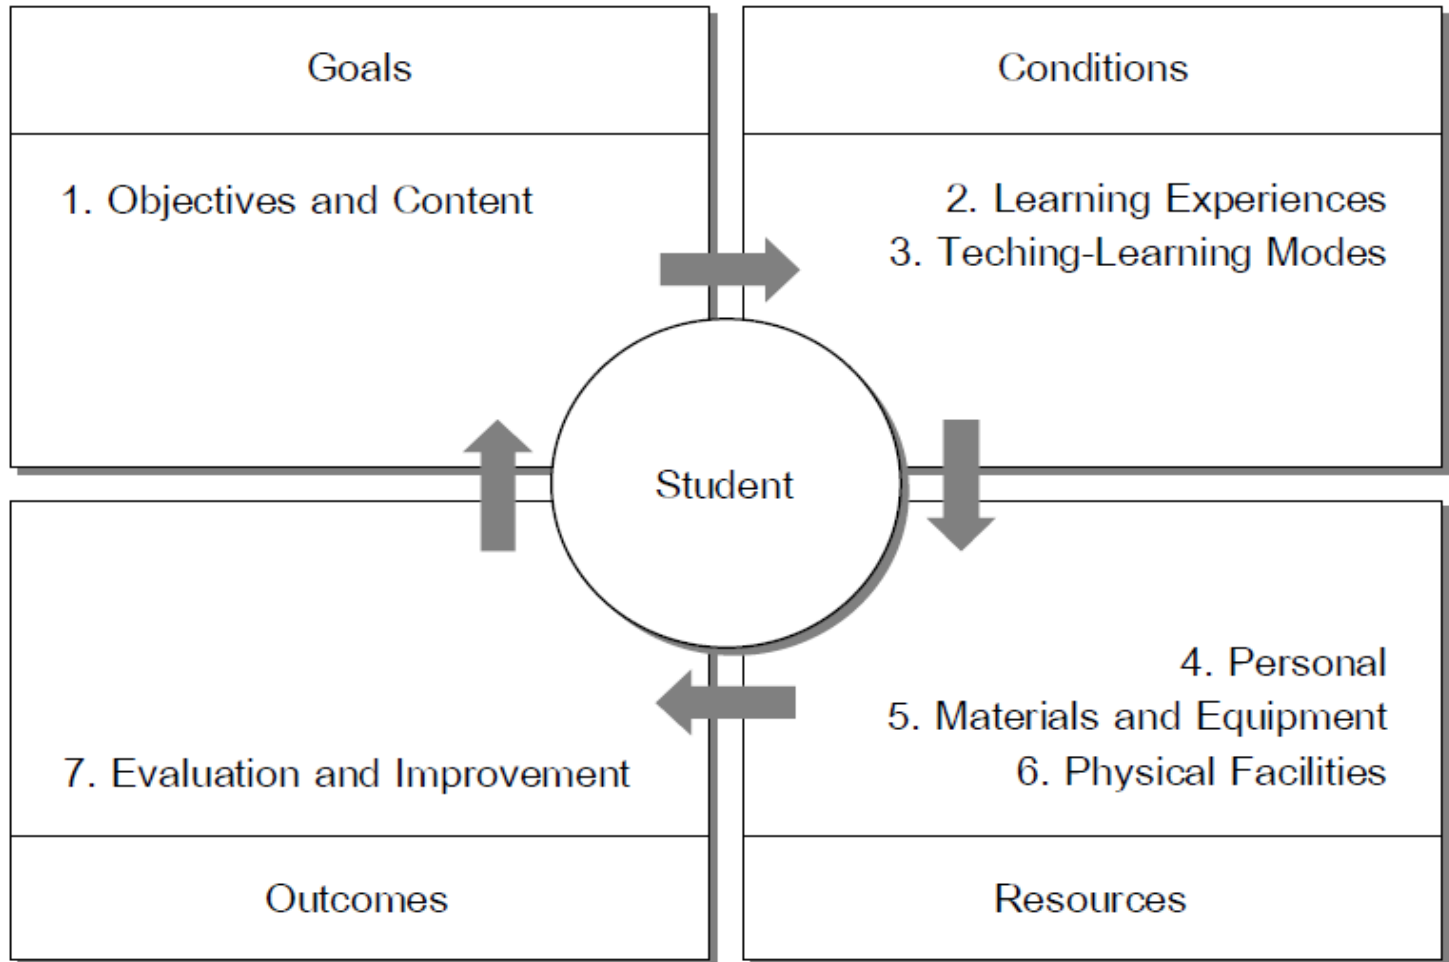 Goals
1. Objectives and Content
Conditions
2. Learning Experiences
3. Teching-Learning Modes
Student
4. Personal
5. Materials and Equipment
6. Physical Facilities
Resources
7. Evaluation and Improvement
Outcomes